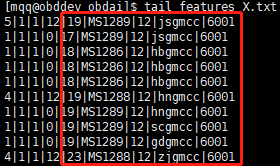 [mqq@obddev obdai]$ tail features_X.txt
5|1|1|12|19|MS1289|12|jsgmcc|6001
1|1|1|0|17|MS1289|12|jsgmcc|6001
1|1|1|0|18|MS1286|12|hbgmcc|6001
1|1|1|0|18|MS1286|12|hbgmcc|6001
1|1|1|0|18|MS1286|12|hbgmcc|6001
4|1|1|12|19|MS1288|12|hngmcc|6001
1|1|1|0|19|MS1289|12|hngmcc|6001
1|1|1|0|19|MS1289|12|scgmcc|6001
1|1|1|0|19|MS1289|12|gdgmcc|6001
4|1|1|12|23|MS1288|12|zjgmcc|6001